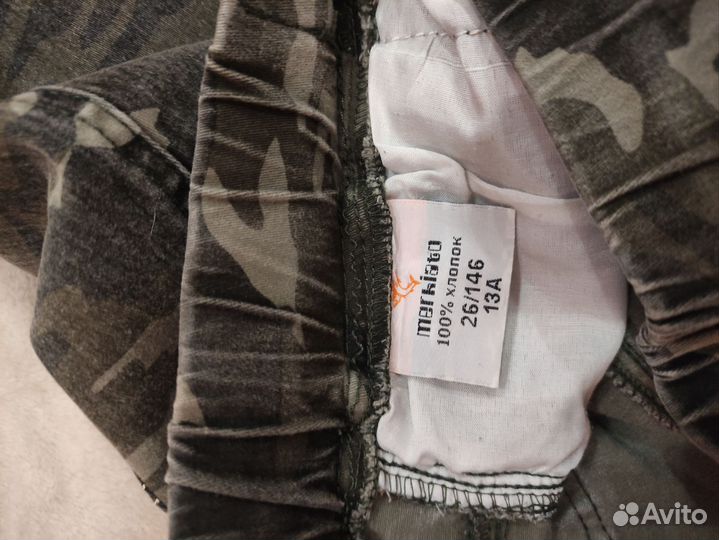 merkiato
100% хлопок
26/146
13A
Avito